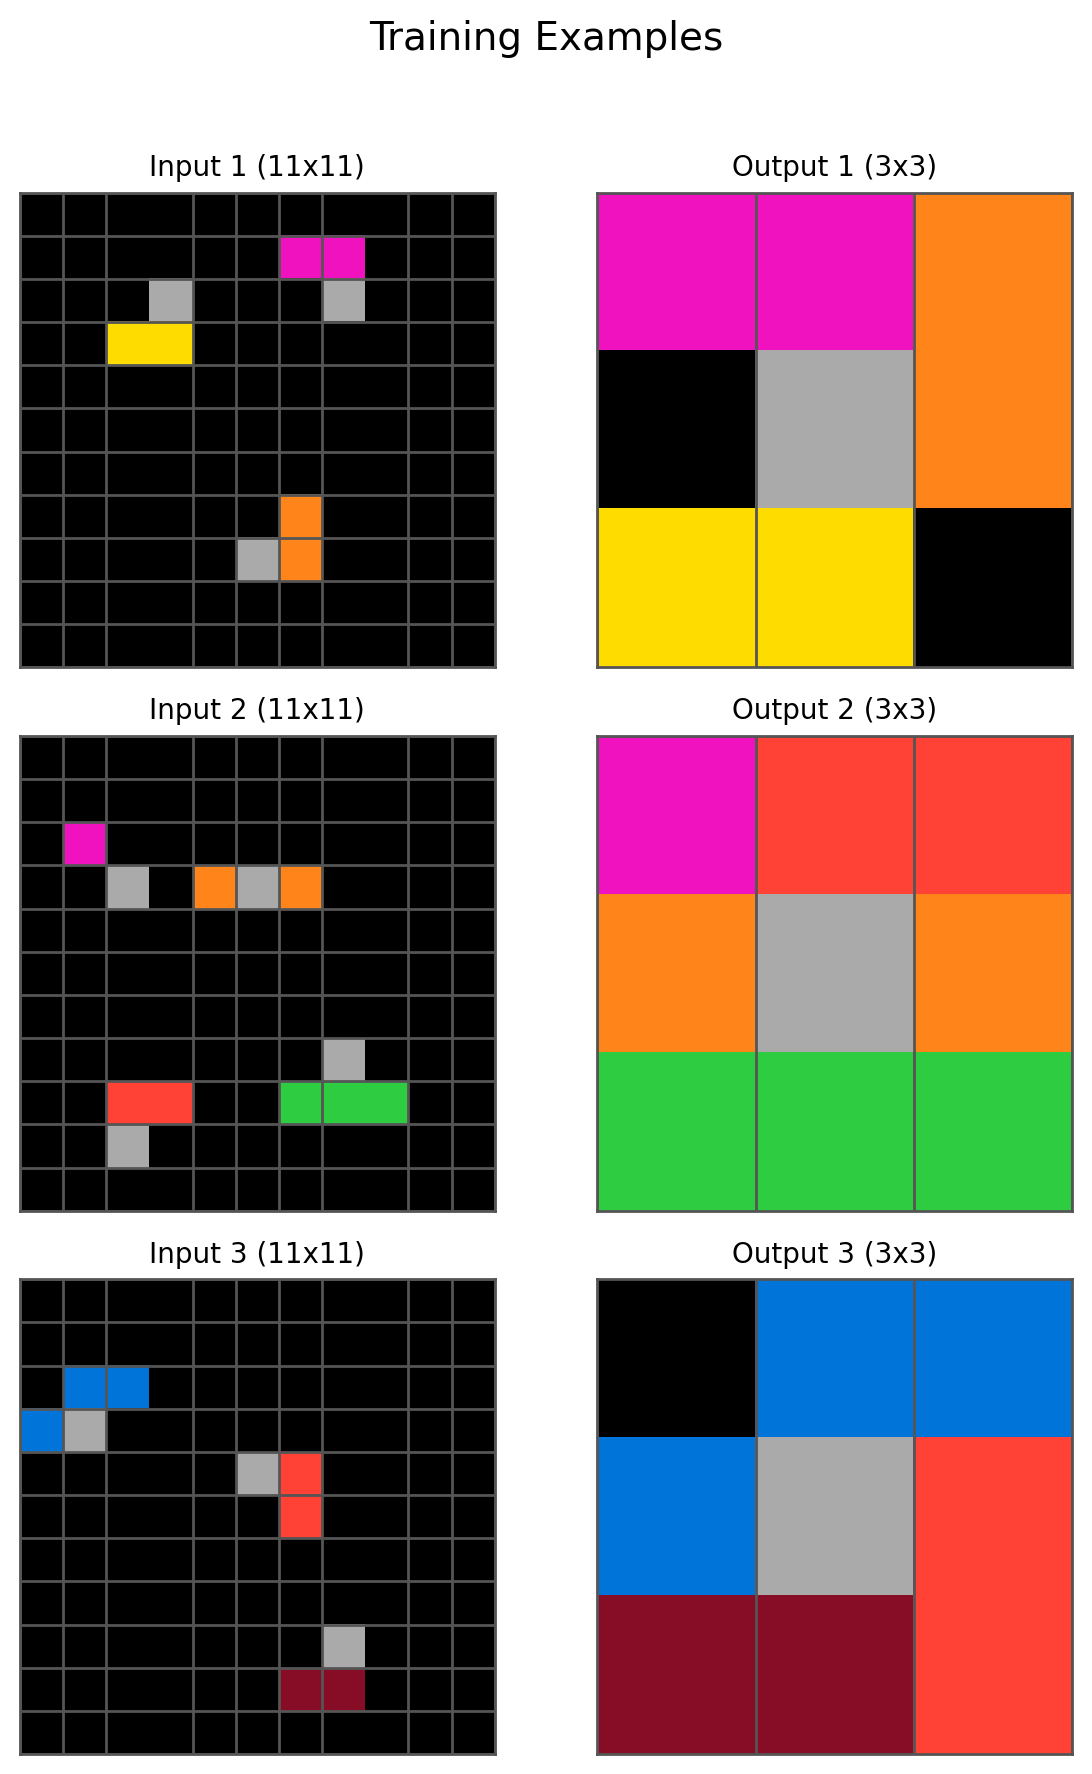 Training Examples
Input 1 (11x11)
Output 1 (3x3)
Input 2 (11x11)
Output 2 (3x3)
Input 3 (11x11)
Output 3 (3x3)